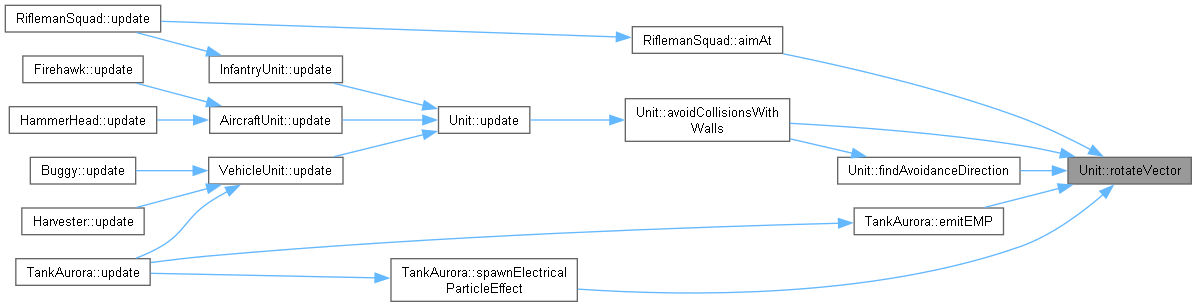 RiflemanSquad::update
RiflemanSquad::aimAt
Firehawk::update
InfantryUnit::update
HammerHead::update
AircraftUnit::update
Unit::update
Unit::avoidCollisionsWith
Walls
Buggy::update
VehicleUnit::update
Unit::findAvoidanceDirection
Unit::rotateVector
Harvester::update
TankAurora::emitEMP
TankAurora::update
TankAurora::spawnElectrical
ParticleEffect